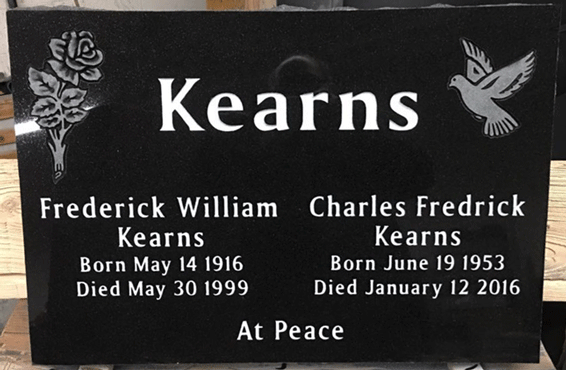 Kearns
Frederick William
Kearns
Born May 14 1916
Died May 30 1999
Charles Fredrick
Kearns
Born June 19 1953
Died January 12 2016
At Peace